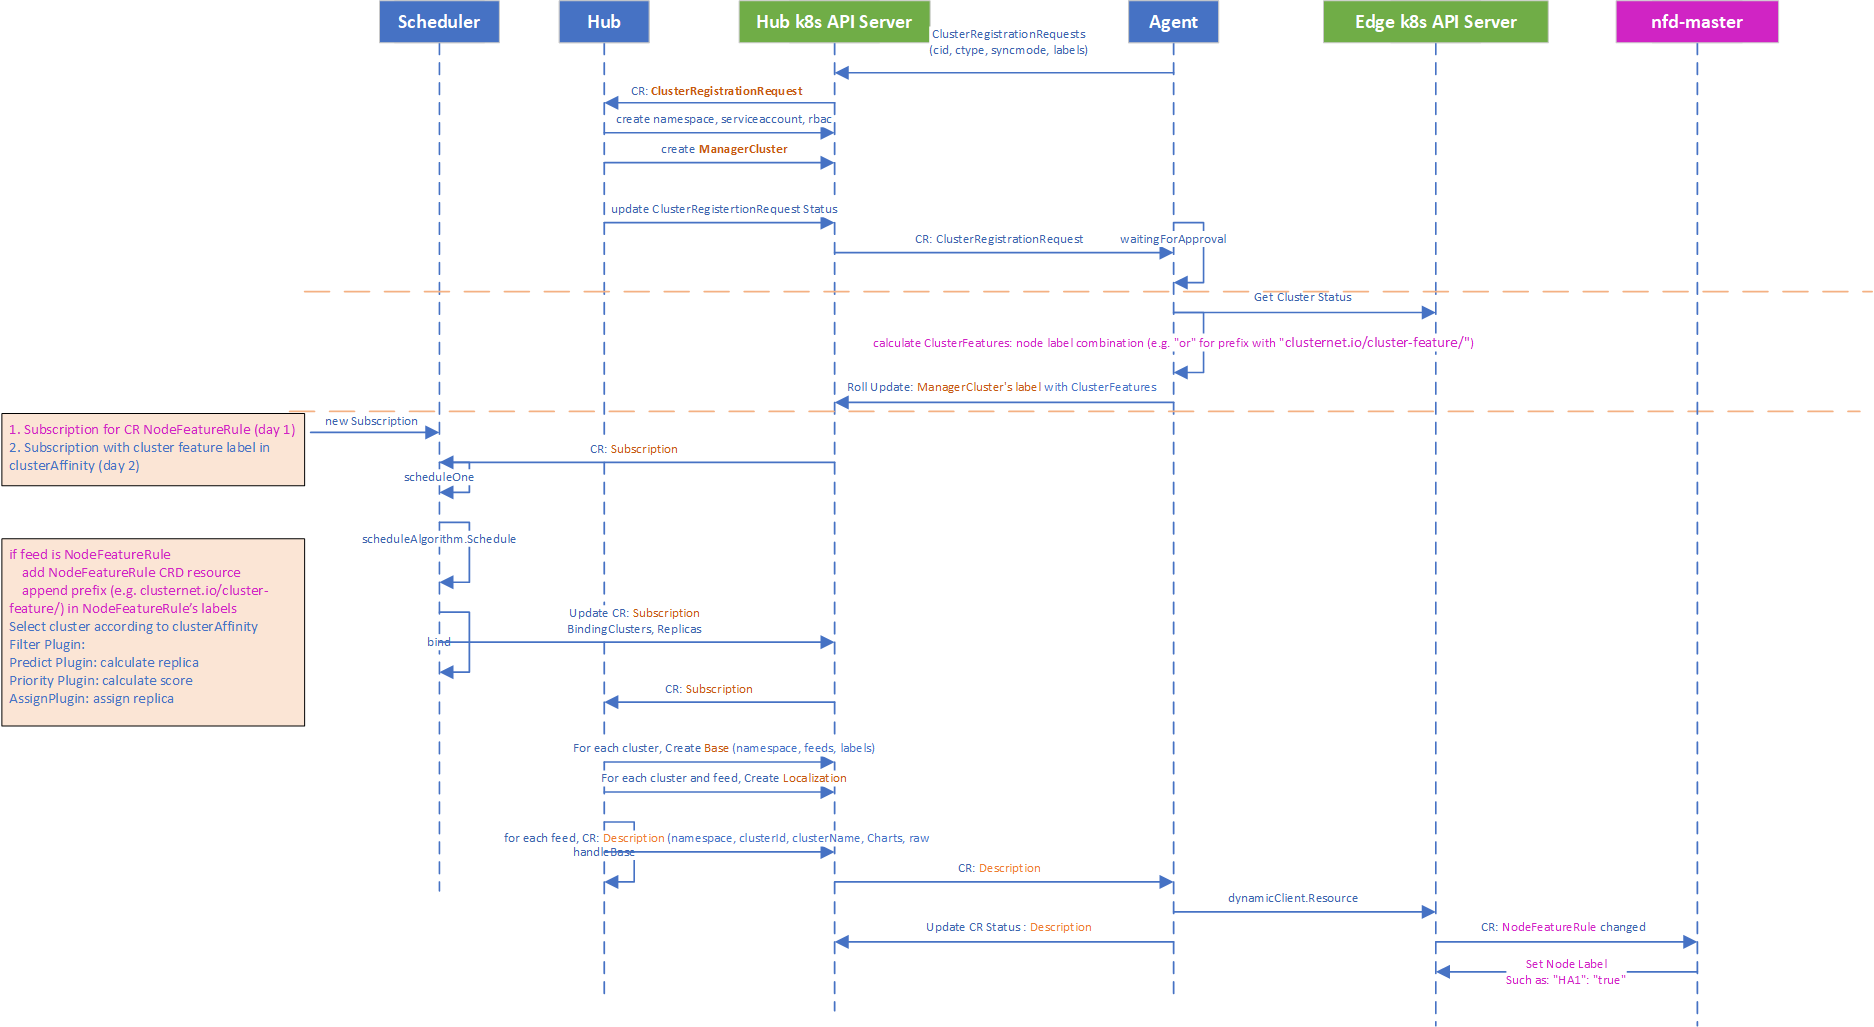 Scheduler
Hub
Hub k8s API Server
Agent
Edge k8s API Server
nfd-master
ClusterRegistrationRequests
(cid, ctype, syncmode, labels)
CR: ClusterRegistrationRequest
create namespace, serviceaccount, rbac
create ManagerCluster
update ClusterRegistertionRequest Status
CR: ClusterRegistrationRequest
waitingForApproval
Get Cluster Status
calculate ClusterFeatures: node label combination (e.g. "or" for prefix with "clusternet.io/cluster-feature/")
Roll Update: ManagerCluster's label with ClusterFeatures
1. Subscription for CR NodeFeatureRule (day 1)
2. Subscription with cluster feature label in
clusterAffinity (day 2)
new Subscription
CR: Subscription
scheduleOne
scheduleAlgorithm.Schedule
if feed is NodeFeatureRule
add NodeFeatureRule CRD resource
append prefix (e.g. clusternet.io/cluster-
feature/) in NodeFeatureRule’s labels
Select cluster according to clusterAffinity
Filter Plugin:
Predict Plugin: calculate replica
Priority Plugin: calculate score
AssignPlugin: assign replica
Update CR: Subscription
BindingClusters, Replicas
bind
CR: Subscription
For each cluster, Create Base (namespace, feeds, labels)
For each cluster and feed, Create Localization
for each feed, CR: Description (namespace, clusterId, clusterName, Charts, raw
handleBase
CR: Description
dynamicClient.Resource
Update CR Status : Description
CR: NodeFeatureRule changed
Set Node Label
Such as: "HA1": "true"